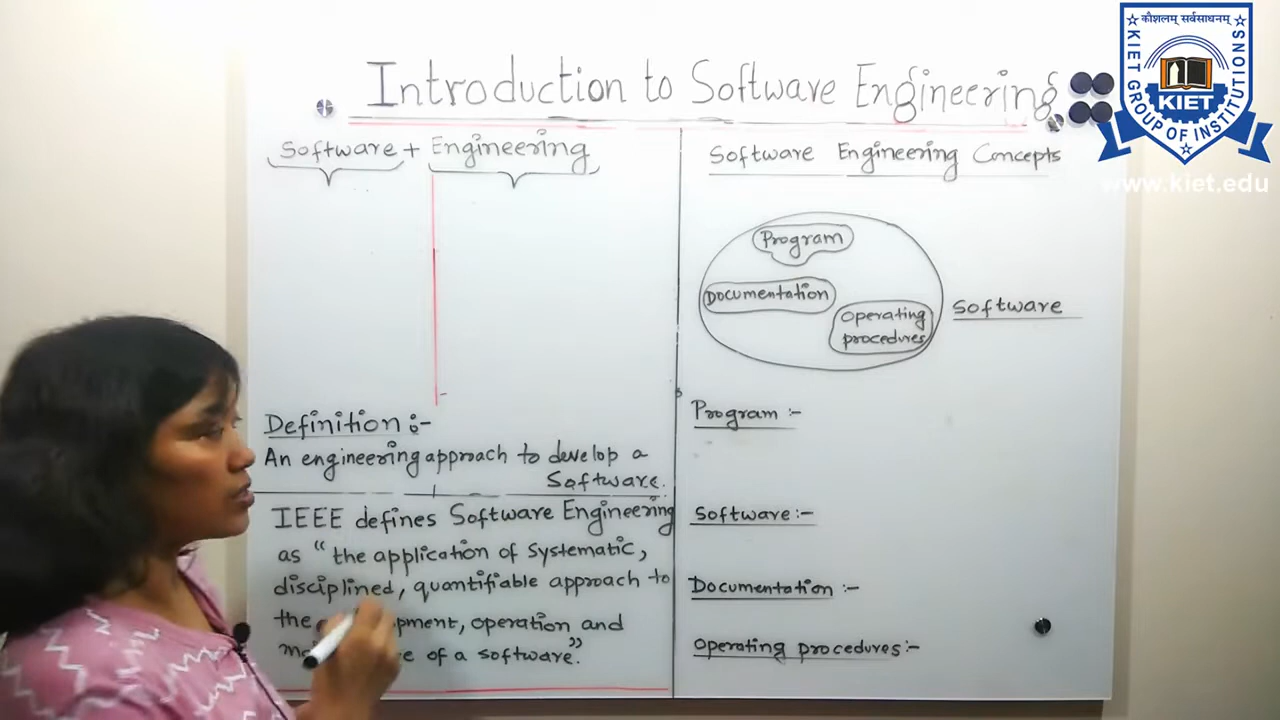 Introduction to Software Engineering
Software + Engineering
Definition :-
An engineering approach to develop a
Software.
IEEE defines Software Engineering
as "the application of systematic,
disciplined, quantifiable approach to
the operation and
of a software."
Software Engineering Concepts
Program
Documentation
Operating
procedures
Software
Program :-
Software :-
Documentation :-
Operating procedures :-
कौशलम् सर्वसाधनम्
KIET GROUP OF INSTITUTIONS
KIET
www.kiet.edu